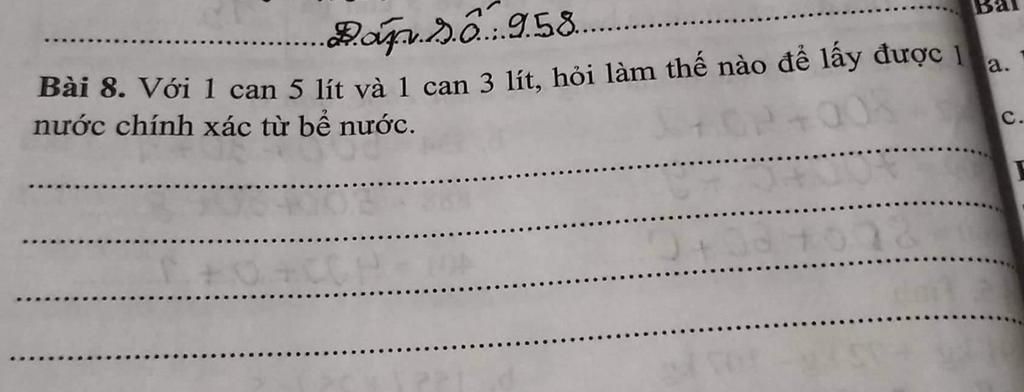 Đáp số: 958
Bài 8. Với 1 can 5 lít và 1 can 3 lít, hỏi làm thế nào để lấy được 1
nước chính xác từ bể nước.
Bài
a.
c.